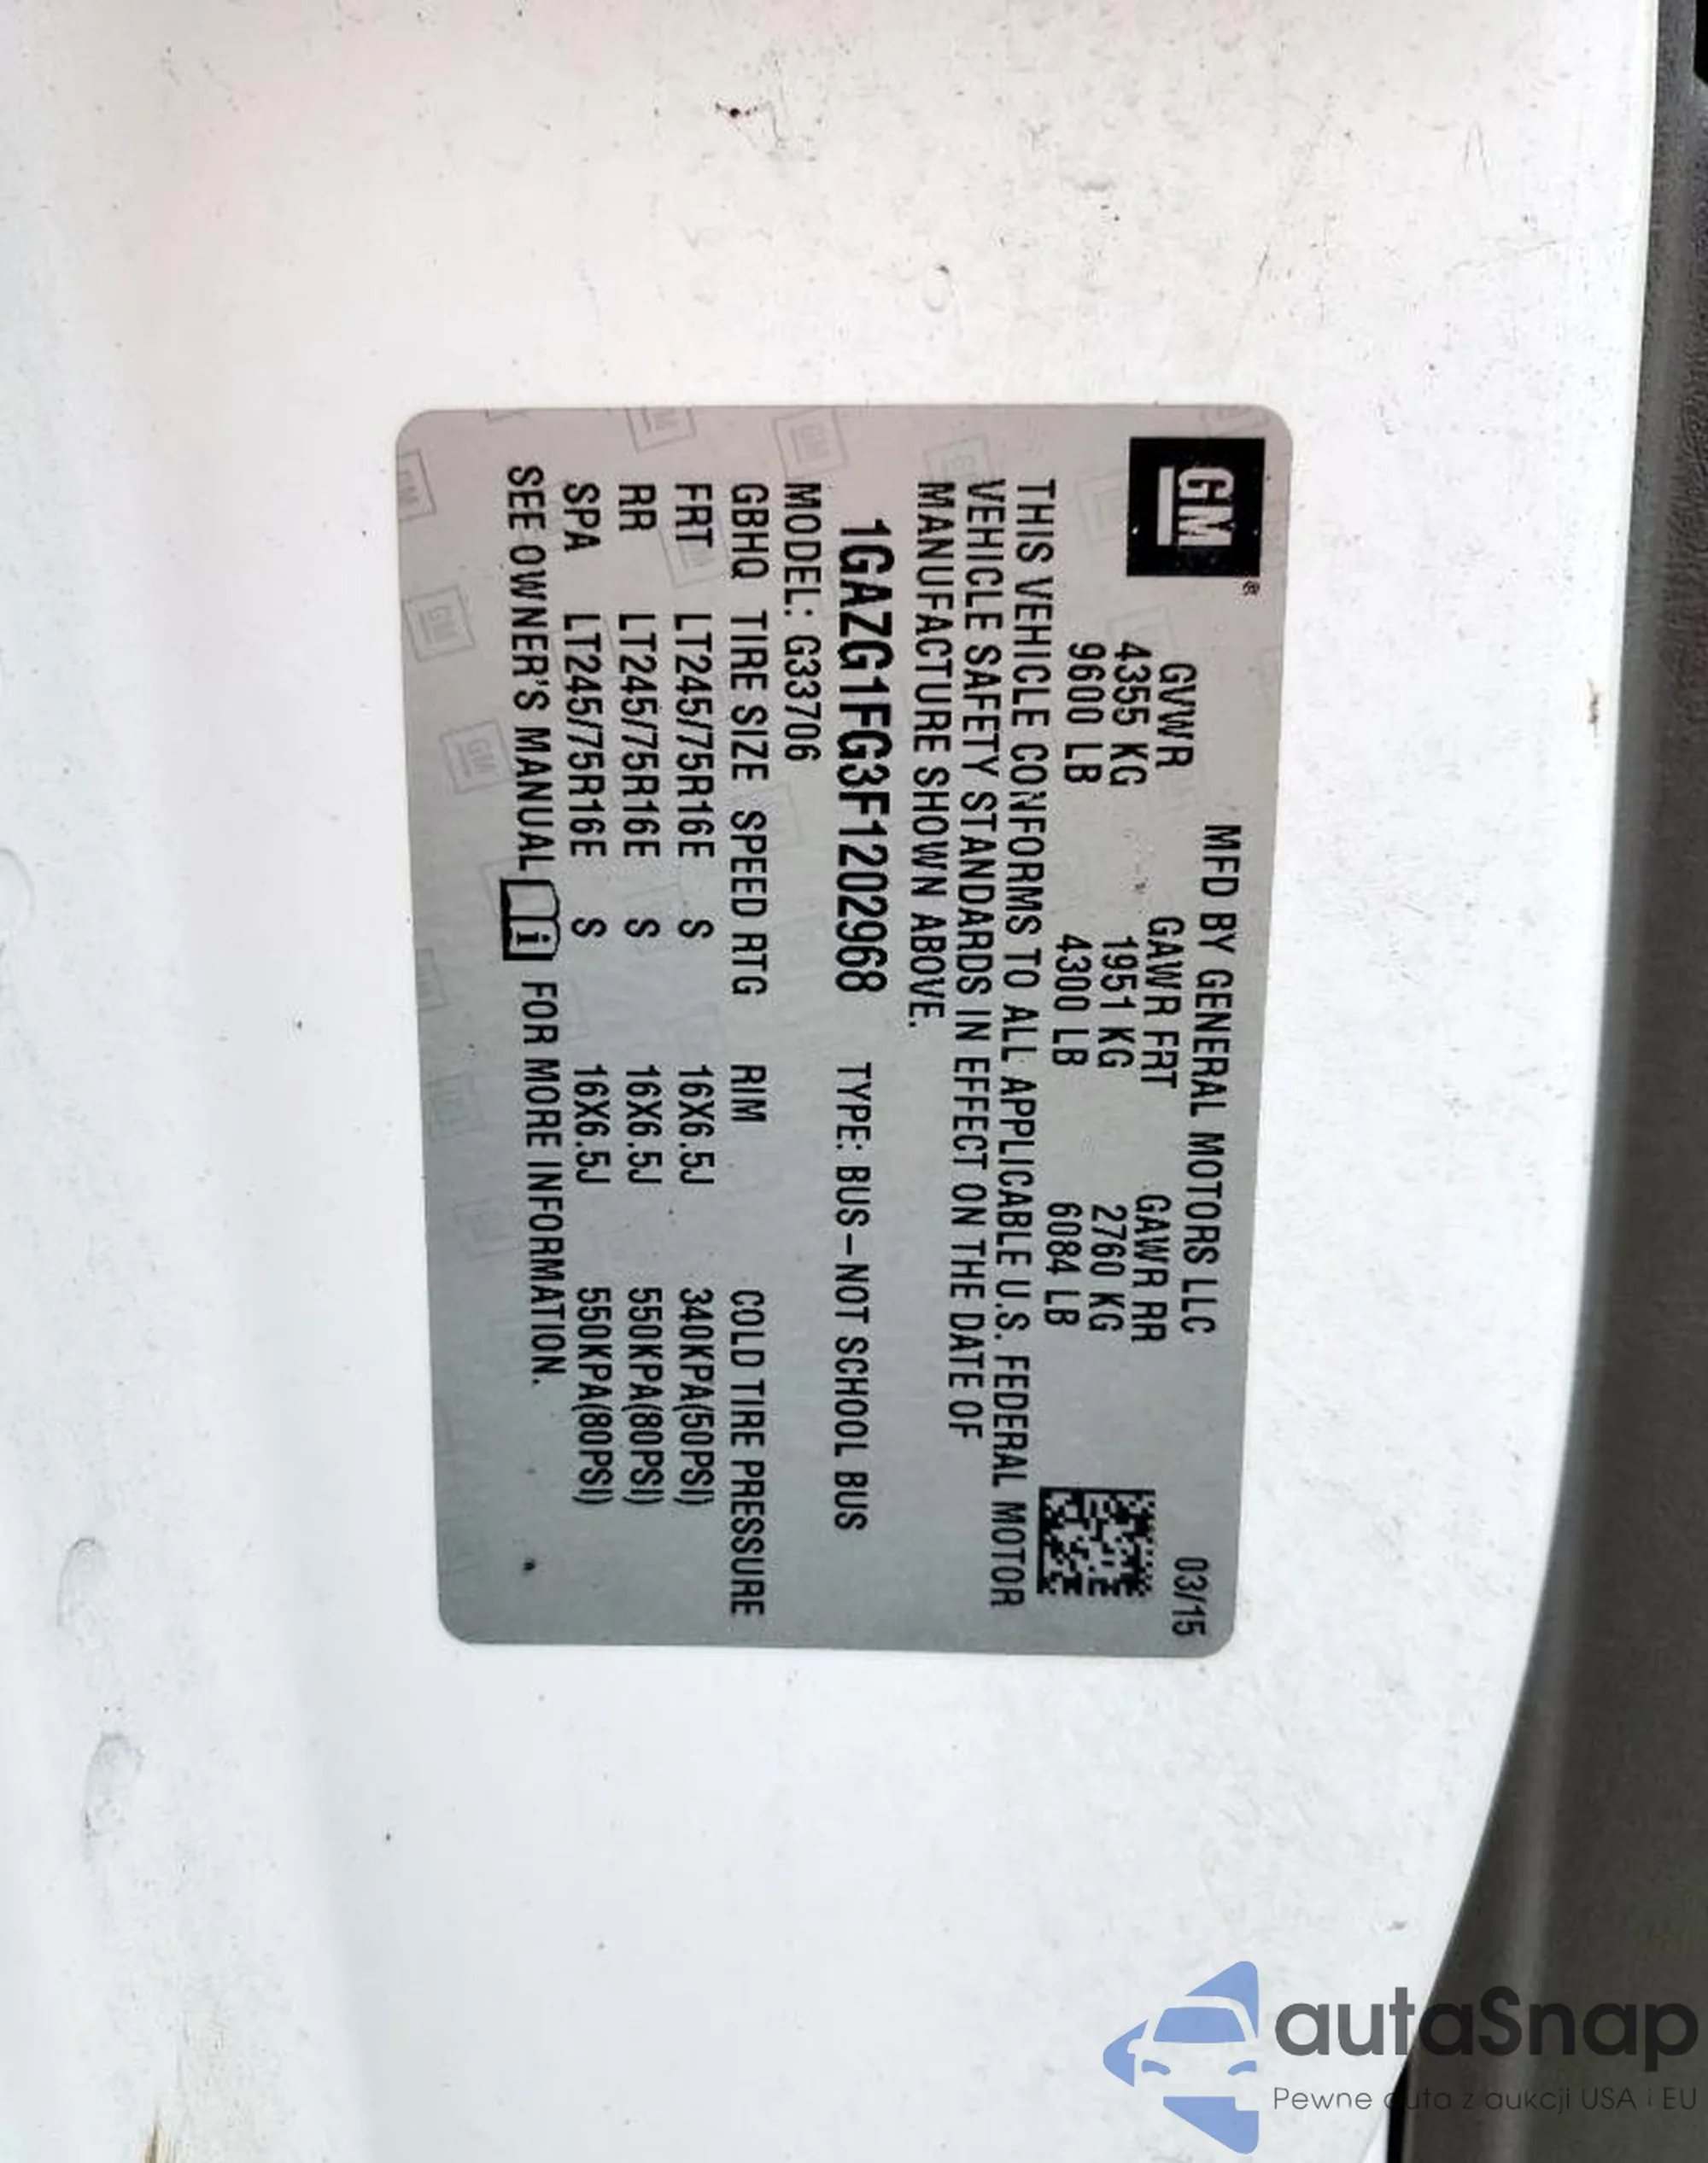 GM®
MFD BY GENERAL MOTORS LLC 03/15
GVWR GAWR FRT GAWR RR
4355 KG 1951 KG 2760 KG
9600 LB 4300 LB 6084 LB
THIS VEHICLE CONFORMS TO ALL APPLICABLE U.S. FEDERAL MOTOR
VEHICLE SAFETY STANDARDS IN EFFECT ON THE DATE OF
MANUFACTURE SHOWN ABOVE.
1GAZG1FG3F1202968 TYPE: BUS-NOT SCHOOL BUS
MODEL: G33706
GBHQ TIRE SIZE SPEED RTG RIM COLD TIRE PRESSURE
FRT LT245/75R16E S 16X6.5J 340KPA(50PSI)
RR LT245/75R16E S 16X6.5J 550KPA(80PSI)
SPA LT245/75R16E S 16X6.5J 550KPA(80PSI)
SEE OWNER'S MANUAL i FOR MORE INFORMATION.
autaSnap
Pewne auta z aukcji USA i EU